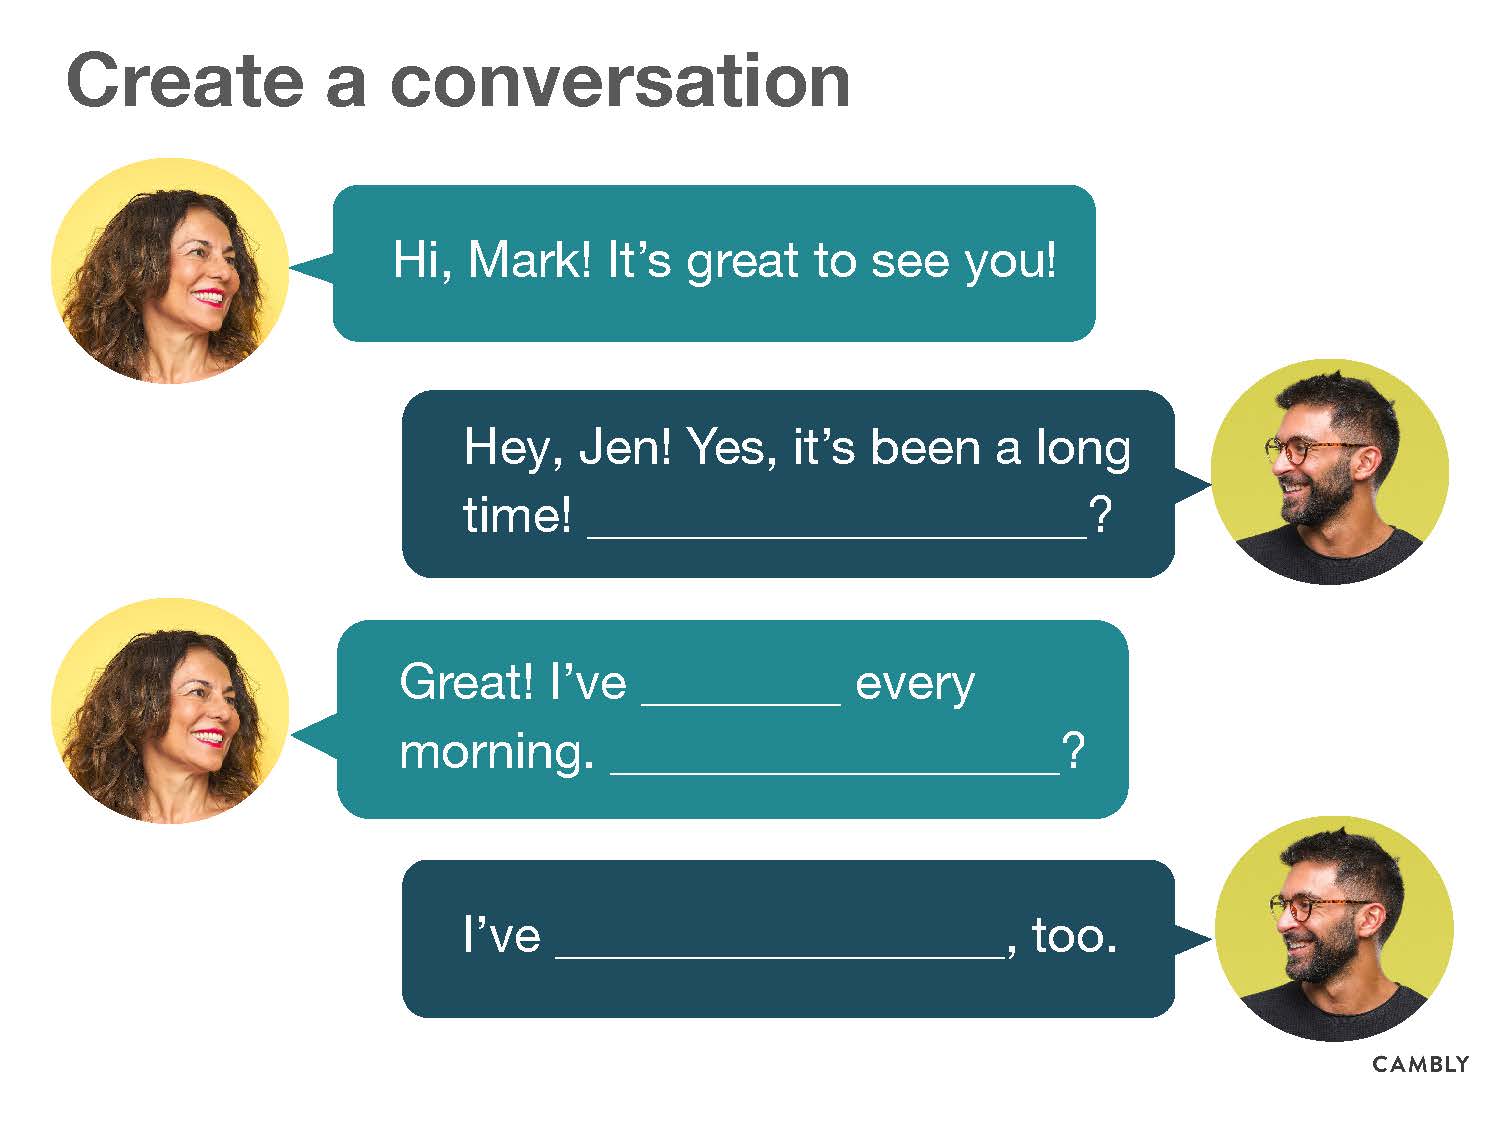 Create a conversation
Hi, Mark! It’s great to see you!
Hey, Jen! Yes, it’s been a long
time! ____________________?
Great! I’ve ________ every
morning. __________________?
I’ve __________________, too.
CAMBLY